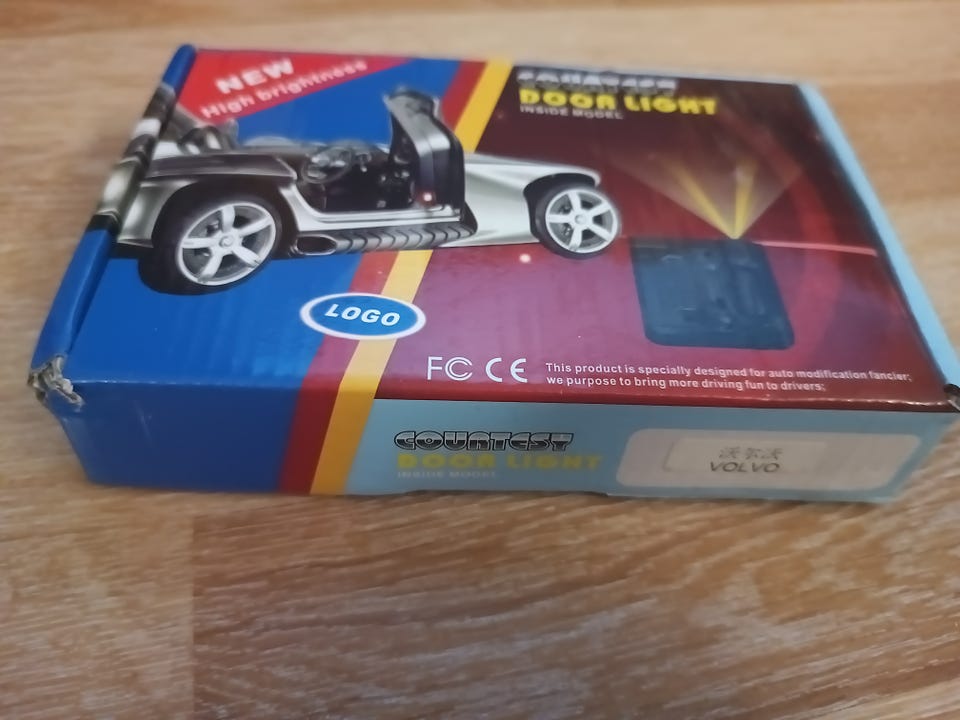 NEW
High brightness
COURTESY
DOOR LIGHT
INSIDE MODEL
LOGO
FC CE
This product is specially designed for auto modification fancier;
we purpose to bring more driving fun to drivers;
COURTESY
DOOR LIGHT
INSIDE MODEL
沃尔沃
VOLVO